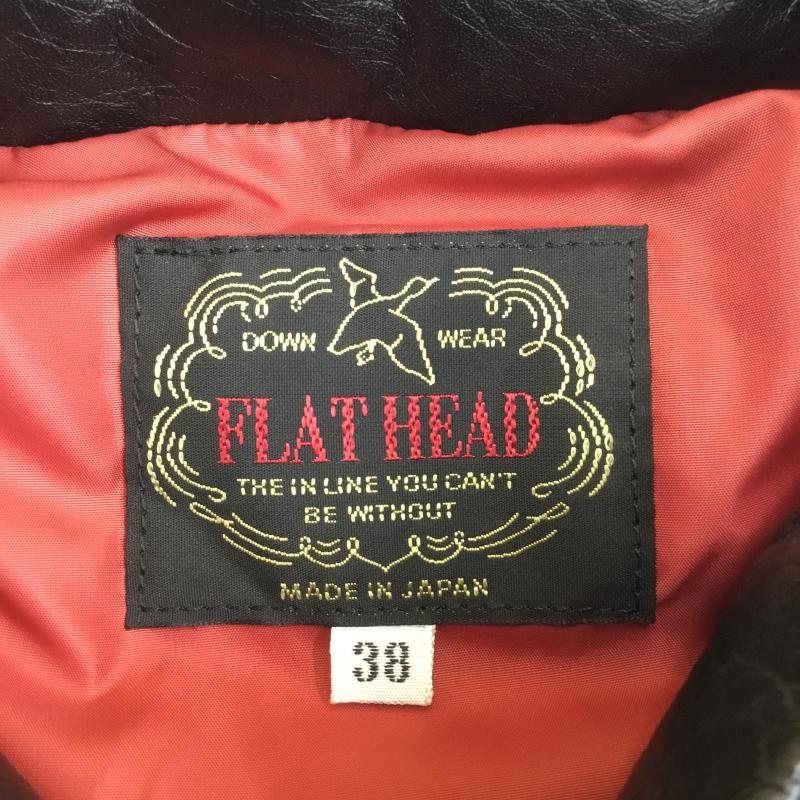 DOWN WEAR
FLAT HEAD
THE IN LINE YOU CAN'T
BE WITHOUT
MADE IN JAPAN
38